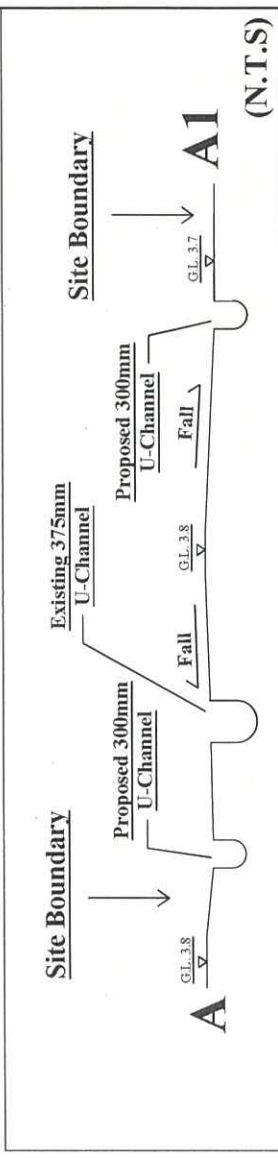 Site Boundary
Proposed 300mm
U-Channel
Existing 375mm
U-Channel
Proposed 300mm
U-Channel
Site Boundary
A
G.L. 3.8
Fall
G.L. 3.8
Fall
G.L. 3.7
A1
(N.T.S)